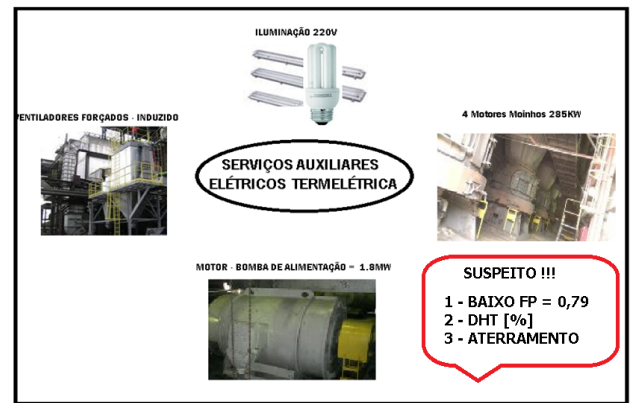 ILUMINAÇÃO 220V
VENTILADORES FORÇADOS - INDUZIDO
4 Motores Moinhos 285KW
SERVIÇOS AUXILIARES
ELÉTRICOS TERMELÉTRICA
MOTOR - BOMBA DE ALIMENTAÇÃO = 1.8MW
SUSPEITO !!!
1 - BAIXO FP = 0,79
2 - DHT [%]
3 - ATERRAMENTO